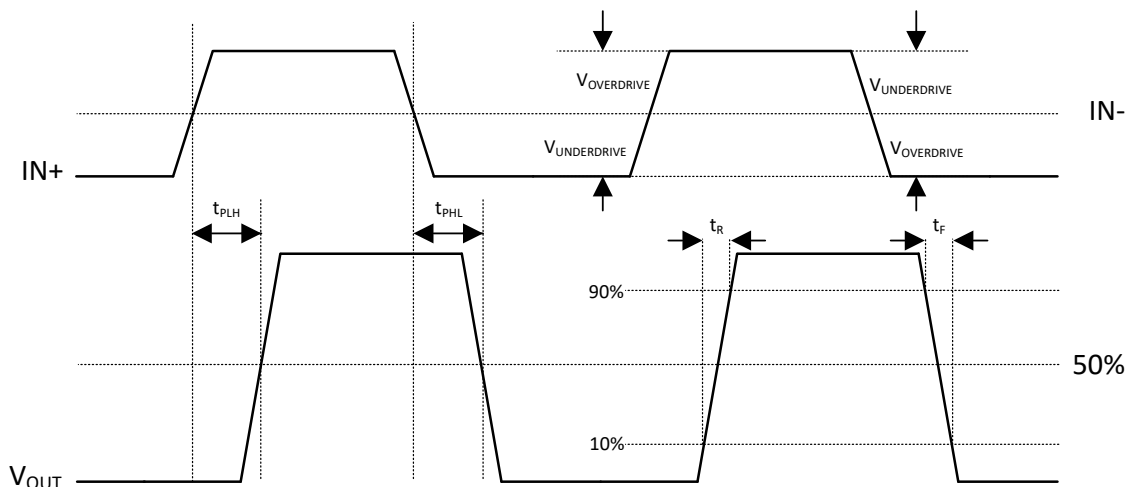 V_OVERDRIVE
V_UNDERDRIVE
IN-
V_UNDERDRIVE
V_OVERDRIVE
IN+
t_PLH
t_PHL
t_R
t_F
90%
50%
10%
V_OUT